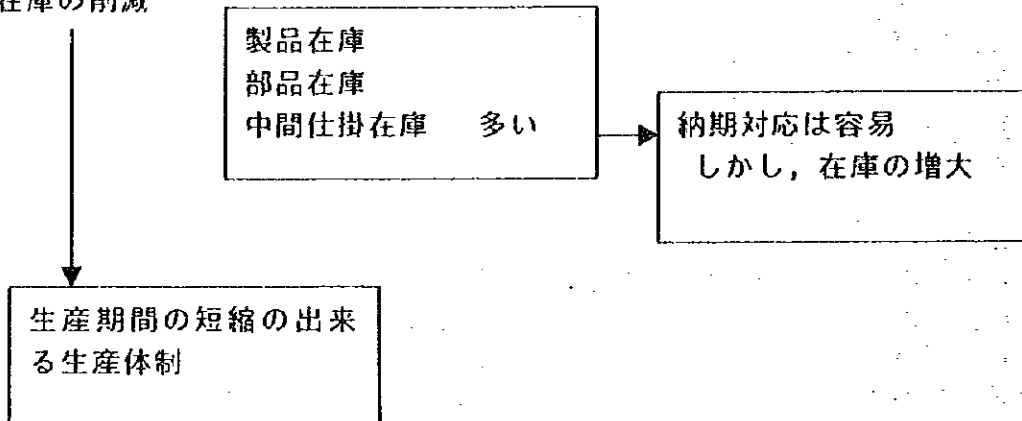 在庫の削減
製品在庫
部品在庫
中間仕掛在庫　多い
納期対応は容易
しかし，在庫の増大
生産期間の短縮の出来
る生産体制